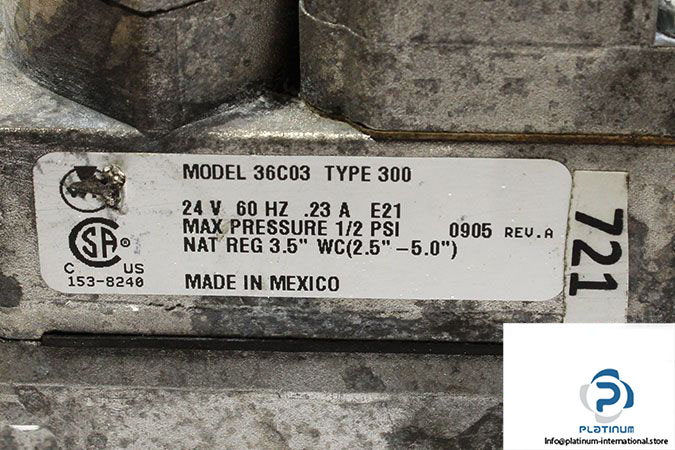 MODEL 36C03 TYPE 300
24 V 60 HZ .23 A E21
MAX PRESSURE 1/2 PSI 0905 REV.A
NAT REG 3.5" WC(2.5" -5.0")
CSA®
C US
153-8240
MADE IN MEXICO
721
PLATINUM
Info@platinum-international.store